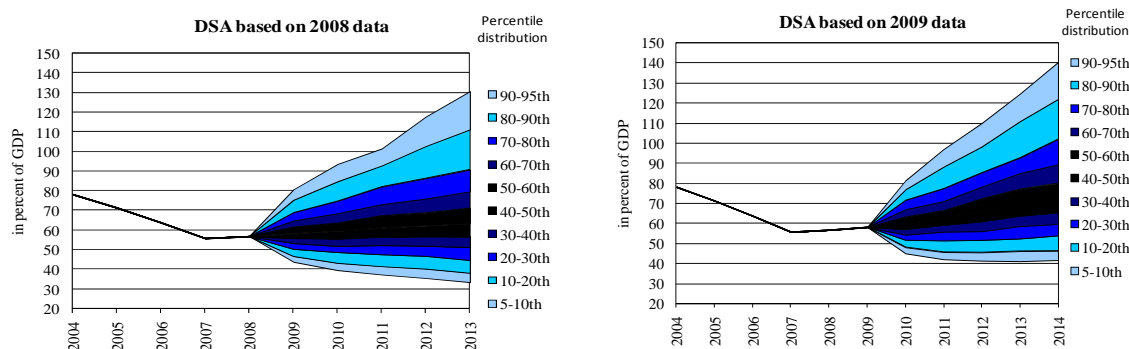 DSA based on 2008 data
Percentile
distribution
in percent of GDP
150
140
130
120
110
100
90
80
70
60
50
40
30
20
2004
2005
2006
2007
2008
2009
2010
2011
2012
2013
90-95th
80-90th
70-80th
60-70th
50-60th
40-50th
30-40th
20-30th
10-20th
5-10th
DSA based on 2009 data
Percentile
distribution
in percent of GDP
150
140
130
120
110
100
90
80
70
60
50
40
30
20
2004
2005
2006
2007
2008
2009
2010
2011
2012
2013
2014
90-95th
80-90th
70-80th
60-70th
50-60th
40-50th
30-40th
20-30th
10-20th
5-10th